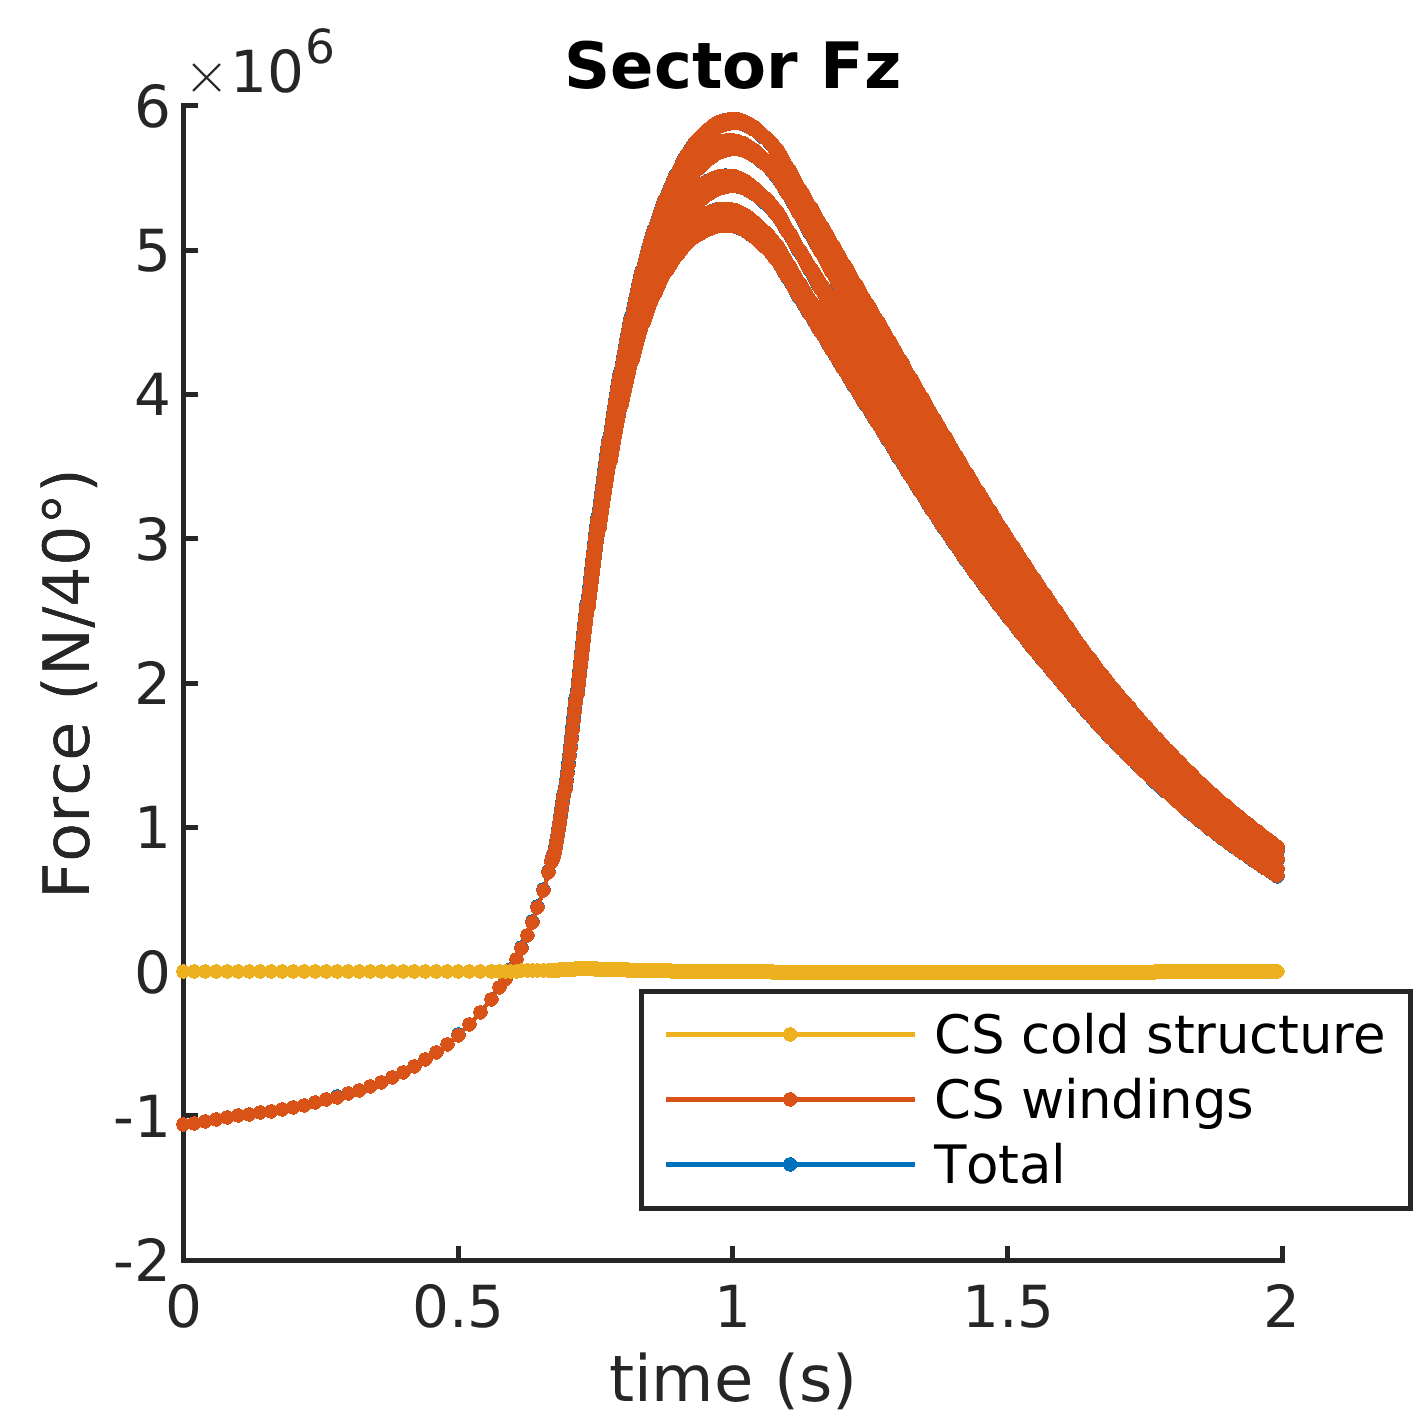 ×10^6
Sector Fz
6
5
4
3
2
1
0
-1
-2
Force (N/40°)
CS cold structure
CS windings
Total
0 0.5 1 1.5 2
time (s)